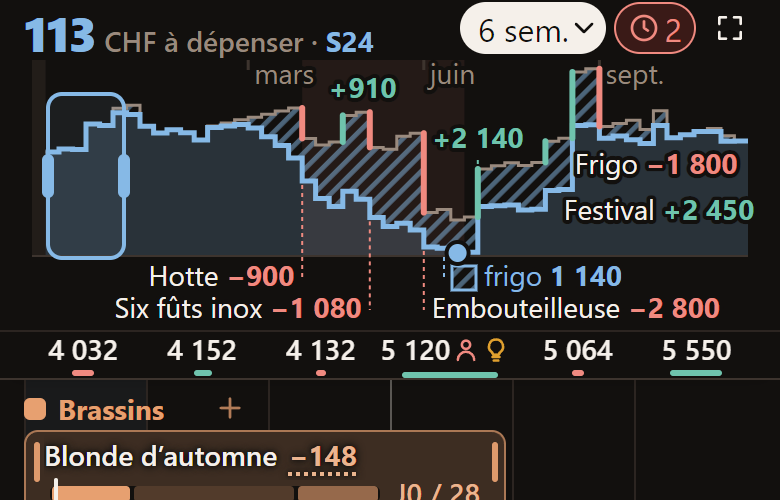 113 CHF à dépenser · S24
6 sem.
2
mars
juin
sept.
+910
+2 140
Frigo −1 800
Festival +2 450
Hotte −900
frigo 1 140
Six fûts inox −1 080
Embouteilleuse −2 800
4 032 4 152 4 132 5 120 5 064 5 550
Brassins +
Blonde d’automne −148
J0 / 28